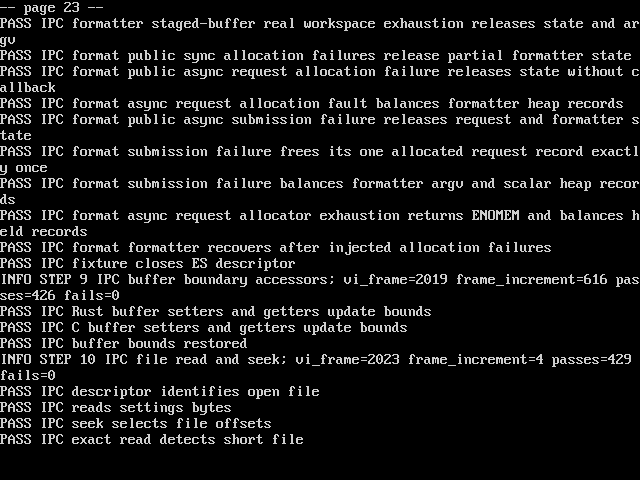 -- page 23 --
PASS IPC formatter staged-buffer real workspace exhaustion releases state and ar
gv
PASS IPC format public sync allocation failures release partial formatter state
PASS IPC format public async request allocation failure releases state without c
allback
PASS IPC format async request allocation fault balances formatter heap records
PASS IPC format public async submission failure releases request and formatter s
tate
PASS IPC format submission failure frees its one allocated request record exactl
y once
PASS IPC format submission failure balances formatter argv and scalar heap recor
ds
PASS IPC format async request allocator exhaustion returns ENOMEM and balances h
eld records
PASS IPC format formatter recovers after injected allocation failures
PASS IPC fixture closes ES descriptor
INFO STEP 9 IPC buffer boundary accessors; vi_frame=2019 frame_increment=616 pas
ses=426 fails=0
PASS IPC Rust buffer setters and getters update bounds
PASS IPC C buffer setters and getters update bounds
PASS IPC buffer bounds restored
INFO STEP 10 IPC file read and seek; vi_frame=2023 frame_increment=4 passes=429
fails=0
PASS IPC descriptor identifies open file
PASS IPC reads settings bytes
PASS IPC seek selects file offsets
PASS IPC exact read detects short file